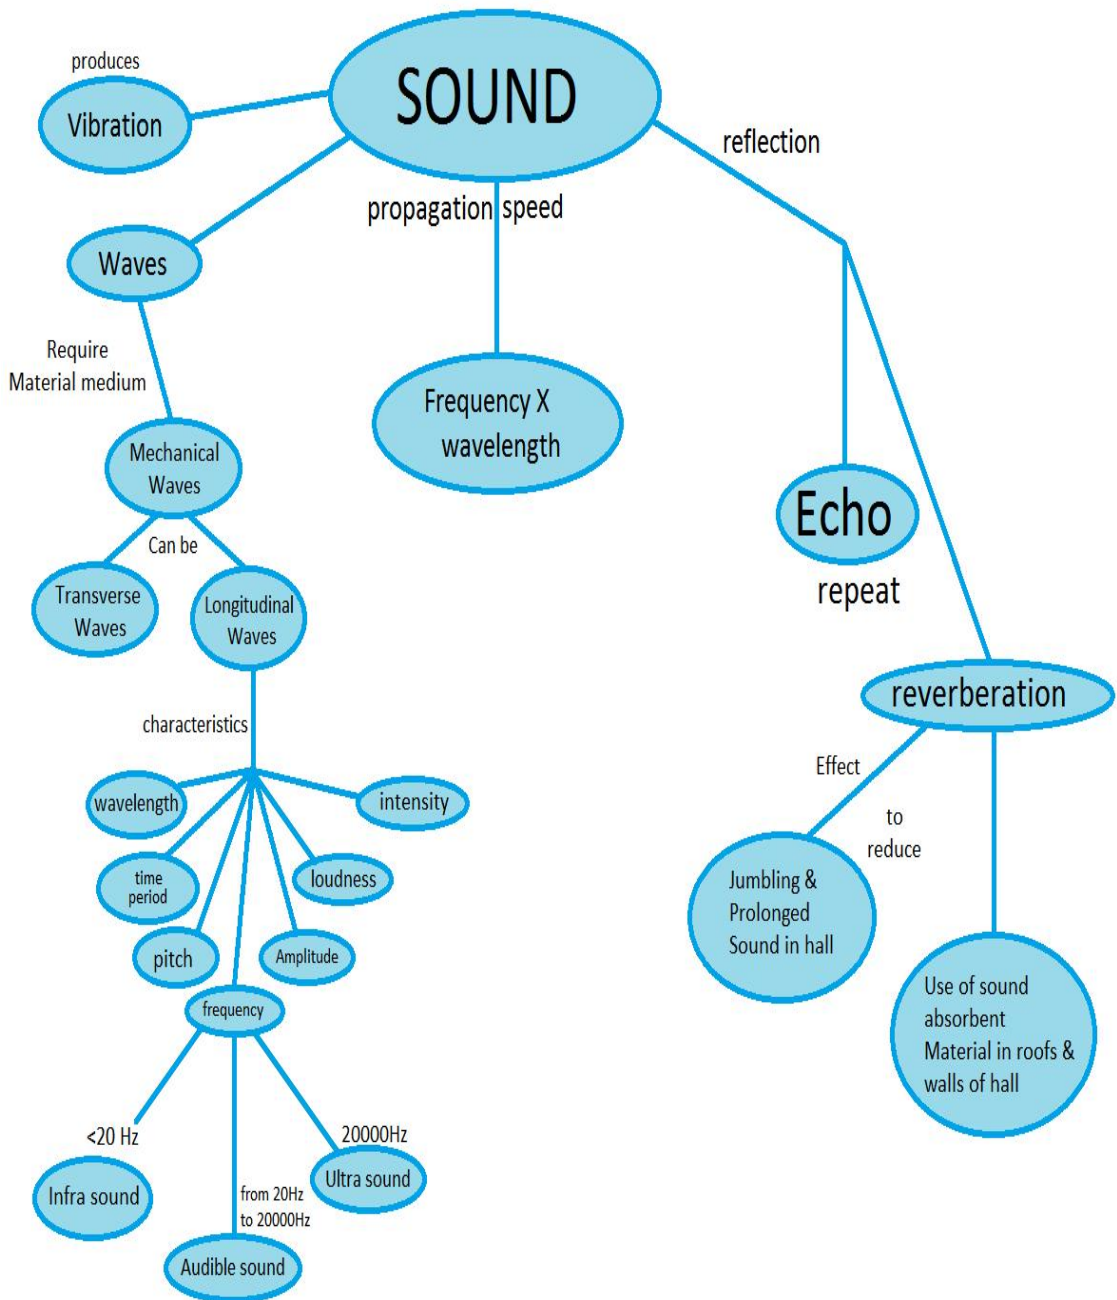 SOUND
produces
Vibration
reflection
propagation speed
Waves
Require
Material medium
Frequency X
wavelength
Mechanical
Waves
Can be
Transverse
Waves
Longitudinal
Waves
Echo
repeat
reverberation
characteristics
wavelength
intensity
time
period
loudness
pitch
Amplitude
frequency
Effect
to
reduce
Jumbling &
Prolonged
Sound in hall
Use of sound
absorbent
Material in roofs &
walls of hall
<20 Hz
Infra sound
from 20Hz
to 20000Hz
Audible sound
20000Hz
Ultra sound